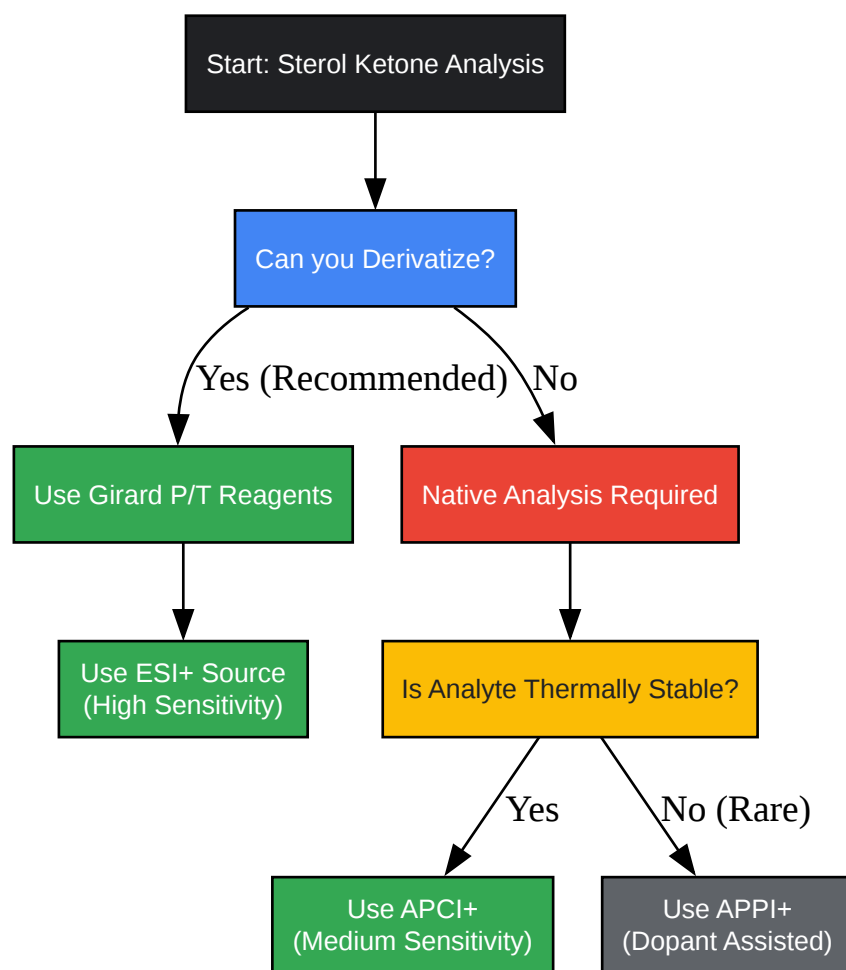 Start: Sterol Ketone Analysis
Can you Derivatize?
Yes (Recommended)
No
Use Girard P/T Reagents
Native Analysis Required
Use ESI+ Source
(High Sensitivity)
Is Analyte Thermally Stable?
Yes
No (Rare)
Use APCI+
(Medium Sensitivity)
Use APPI+
(Dopant Assisted)